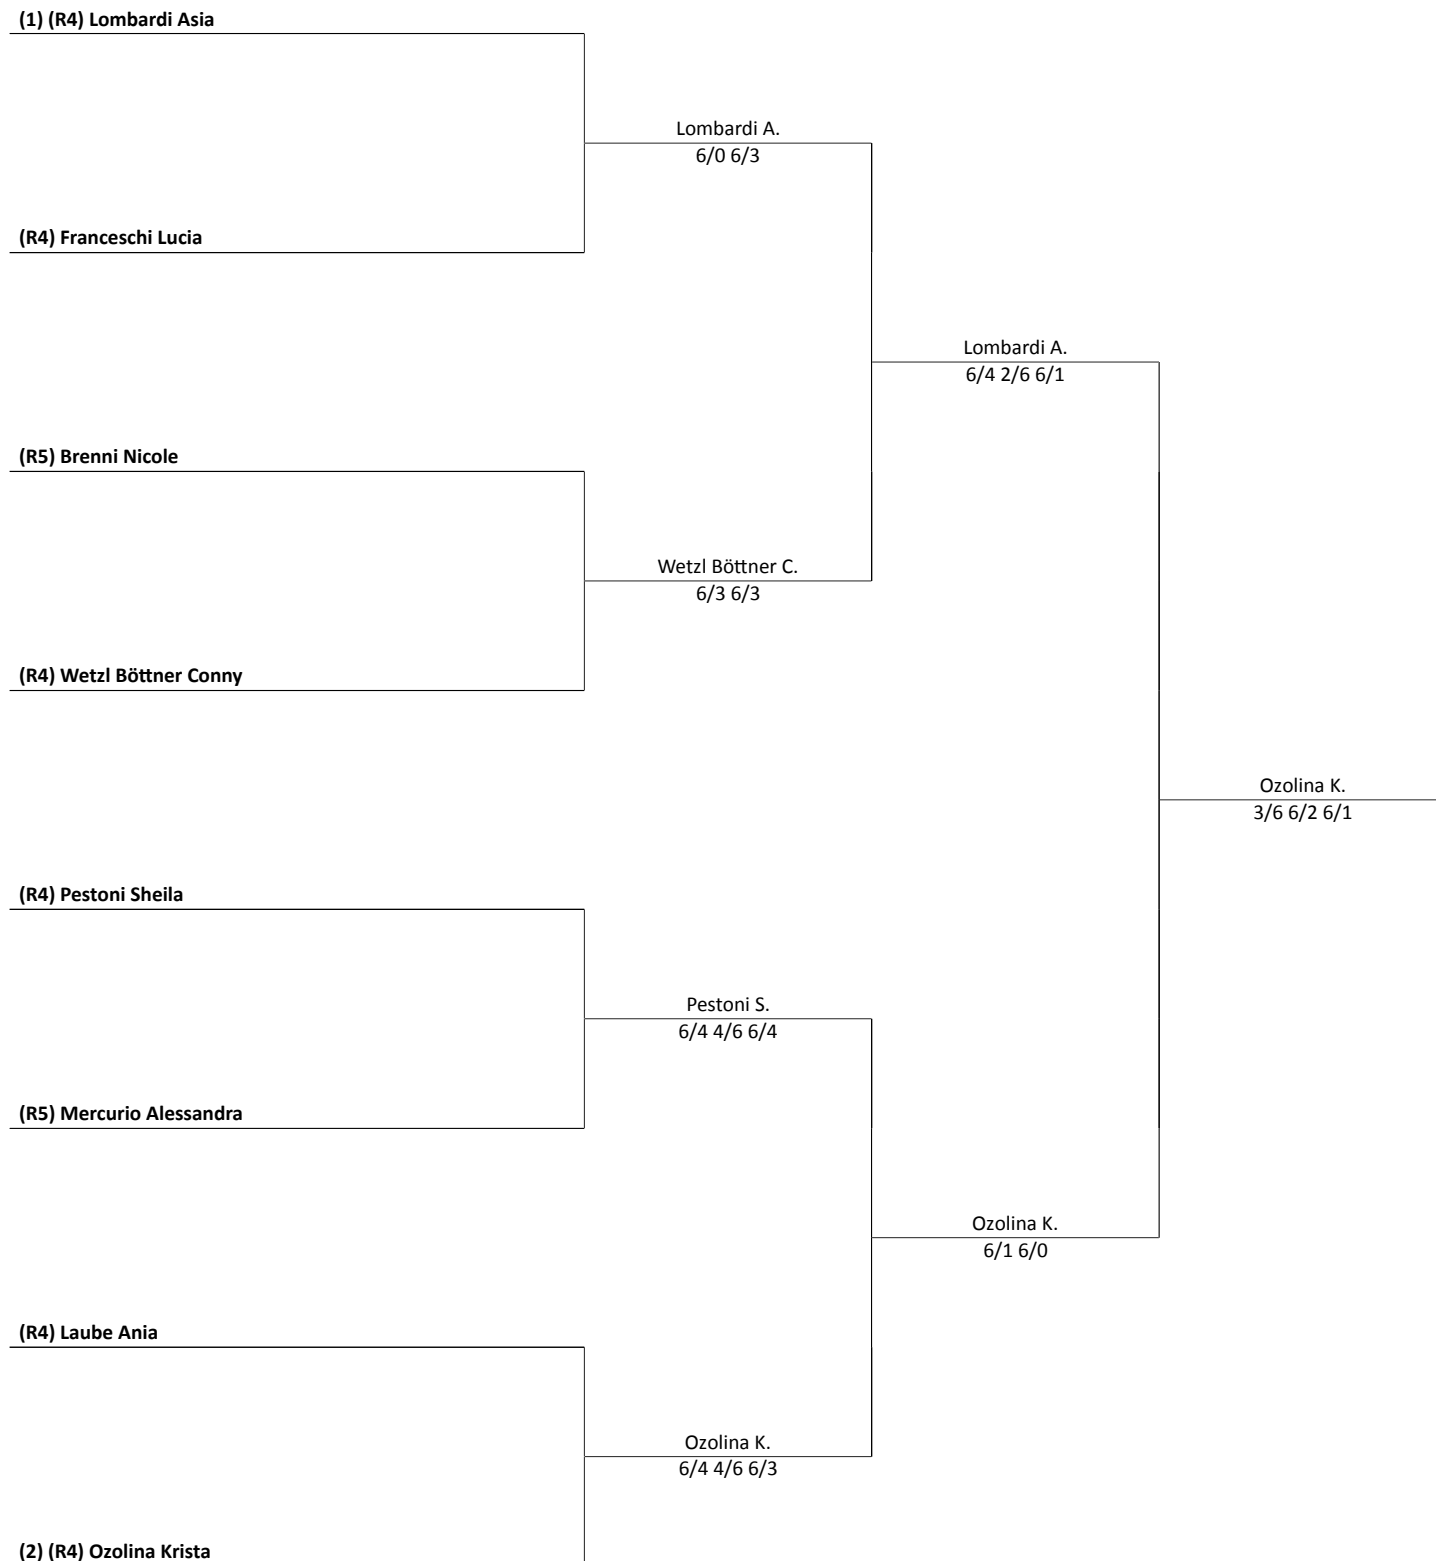 (1) (R4) Lombardi Asia
Lombardi A.
6/0 6/3
(R4) Franceschi Lucia
Lombardi A.
6/4 2/6 6/1
(R5) Brenni Nicole
Wetzl Böttner C.
6/3 6/3
(R4) Wetzl Böttner Conny
Ozolina K.
3/6 6/2 6/1
(R4) Pestoni Sheila
Pestoni S.
6/4 4/6 6/4
(R5) Mercurio Alessandra
Ozolina K.
6/1 6/0
(R4) Laube Ania
Ozolina K.
6/4 4/6 6/3
(2) (R4) Ozolina Krista